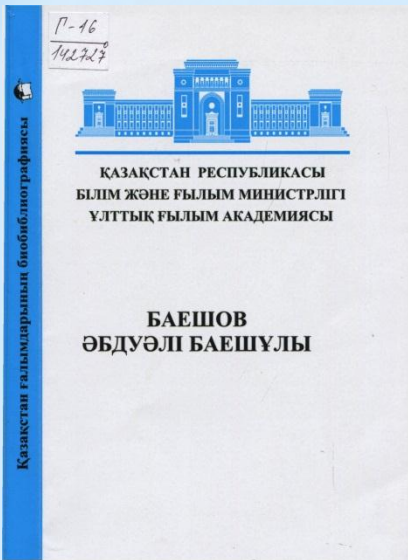 Г-16
142727
ҚАЗАҚСТАН РЕСПУБЛИКАСЫ
БІЛІМ ЖӘНЕ ҒЫЛЫМ МИНИСТРЛІГІ
ҰЛТТЫҚ ҒЫЛЫМ АКАДЕМИЯСЫ
БАЕШОВ
ӘБДУӘЛІ БАЕШҰЛЫ
Қазақстан ғалымдарының биобиблиографиясы